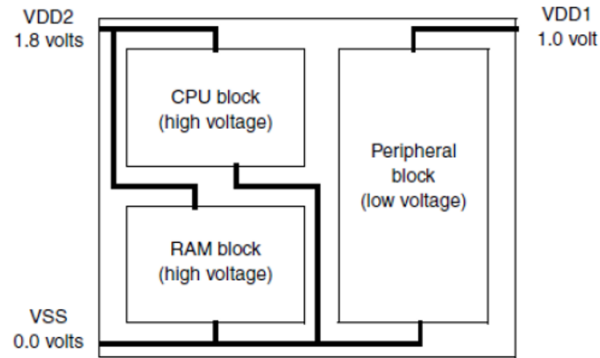 VDD2
1.8 volts
VDD1
1.0 volt
CPU block
(high voltage)
Peripheral
block
(low voltage)
RAM block
(high voltage)
VSS
0.0 volts